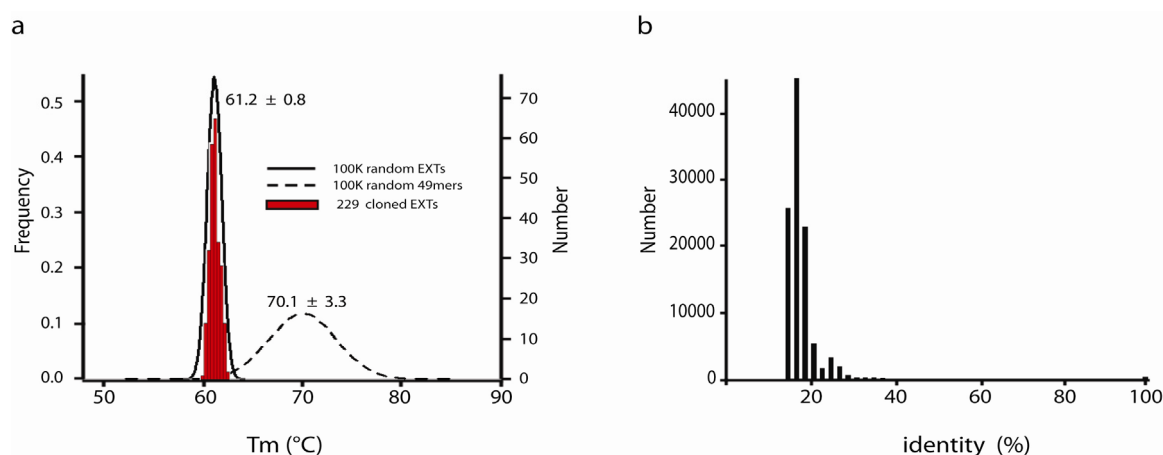 a
b
61.2 ± 0.8
70.1 ± 3.3
100K random EXTs
100K random 49mers
229 cloned EXTs
Frequency
0.5
0.4
0.3
0.2
0.1
0.0
Number
70
60
50
40
30
20
10
0
50
60
70
80
90
Tm (°C)
Number
40000
30000
20000
10000
0
20
40
60
80
100
identity (%)